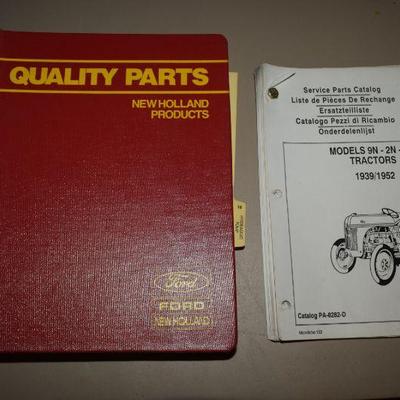 QUALITY PARTS
NEW HOLLAND
PRODUCTS
Ford
FORD
NEW HOLLAND
Service Parts Catalog
Liste de Pièces De Rechange
Ersatzteilliste
Catalogo Pezzi di Ricambio
Onderdelenlijst
MODELS 9N - 2N -
TRACTORS
1939/1952
Catalog PA-8282-D